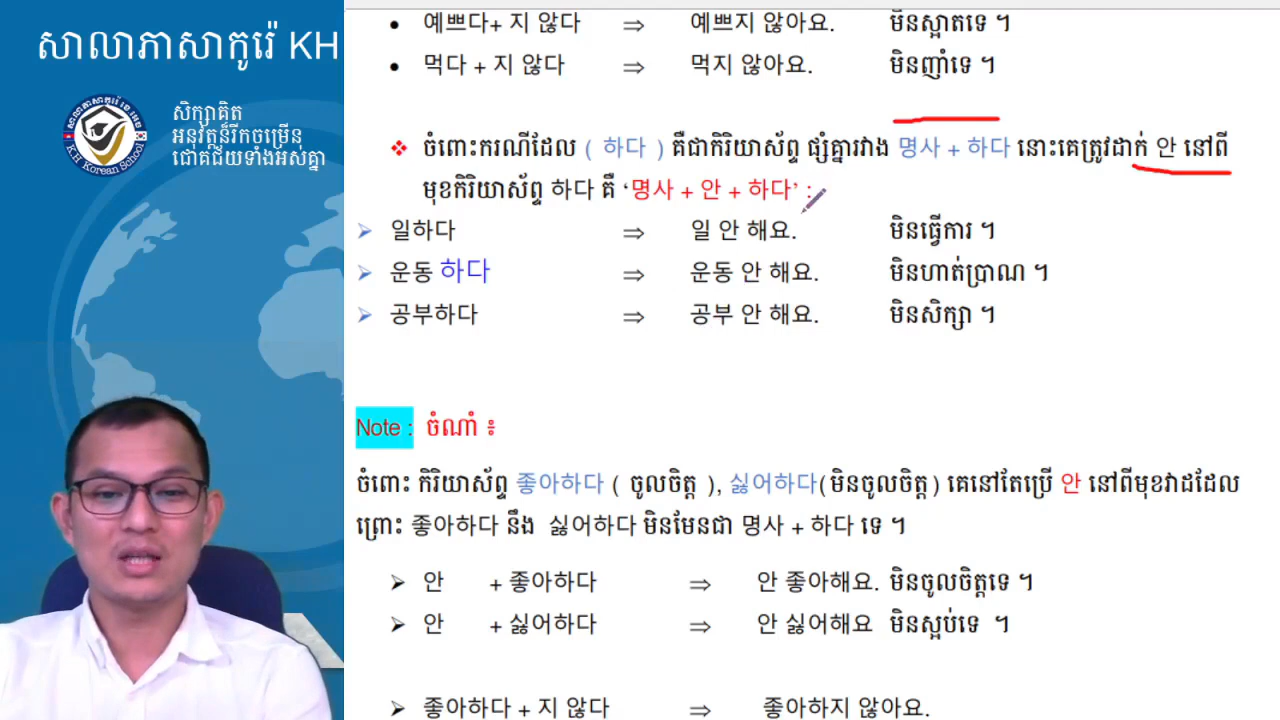 សាលាភាសាកូរ៉េ KH
សិក្សាគិត
អនុវត្តន៍រីកចម្រើន
ជោគជ័យទាំងអស់គ្នា
សាលាភាសាកូរ៉េ ខេ អេច
K.H Korean School
• 예쁘다+ 지 않다 ⇒ 예쁘지 않아요. មិនស្អាតទេ ។
• 먹다 + 지 않다 ⇒ 먹지 않아요. មិនញ៉ាំទេ ។
❖ ចំពោះករណីដែល ( 하다 ) គឺជាកិរិយាស័ព្ទ ផ្សំគ្នារវាង 명사 + 하다 នោះគេត្រូវដាក់ 안 នៅពី
មុខកិរិយាស័ព្ទ 하다 គឺ ‘명사 + 안 + 하다’ :
➢ 일하다 ⇒ 일 안 해요. មិនធ្វើការ ។
➢ 운동 하다 ⇒ 운동 안 해요. មិនហាត់ប្រាណ ។
➢ 공부하다 ⇒ 공부 안 해요. មិនសិក្សា ។
Note : ចំណាំ ៖
ចំពោះ កិរិយាស័ព្ទ 좋아하다 ( ចូលចិត្ត ), 싫어하다(មិនចូលចិត្ត) គេនៅតែប្រើ 안 នៅពីមុខវាដដែល
ព្រោះ 좋아하다 នឹង 싫어하다 មិនមែនជា 명사 + 하다 ទេ ។
➢ 안 + 좋아하다 ⇒ 안 좋아해요. មិនចូលចិត្តទេ ។
➢ 안 + 싫어하다 ⇒ 안 싫어해요 មិនស្អប់ទេ ។
➢ 좋아하다 + 지 않다 ⇒ 좋아하지 않아요.